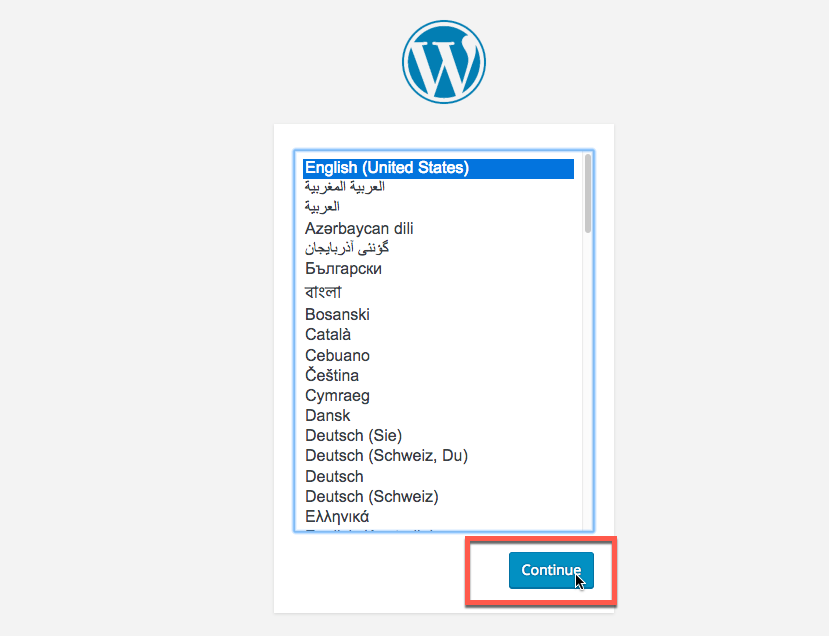 English (United States)
العربية المغربية
العربية
Azərbaycan dili
گؤنئی آذربایجان
Български
বাংলা
Bosanski
Català
Cebuano
Čeština
Cymraeg
Dansk
Deutsch (Sie)
Deutsch (Schweiz, Du)
Deutsch
Deutsch (Schweiz)
Ελληνικά
Continue